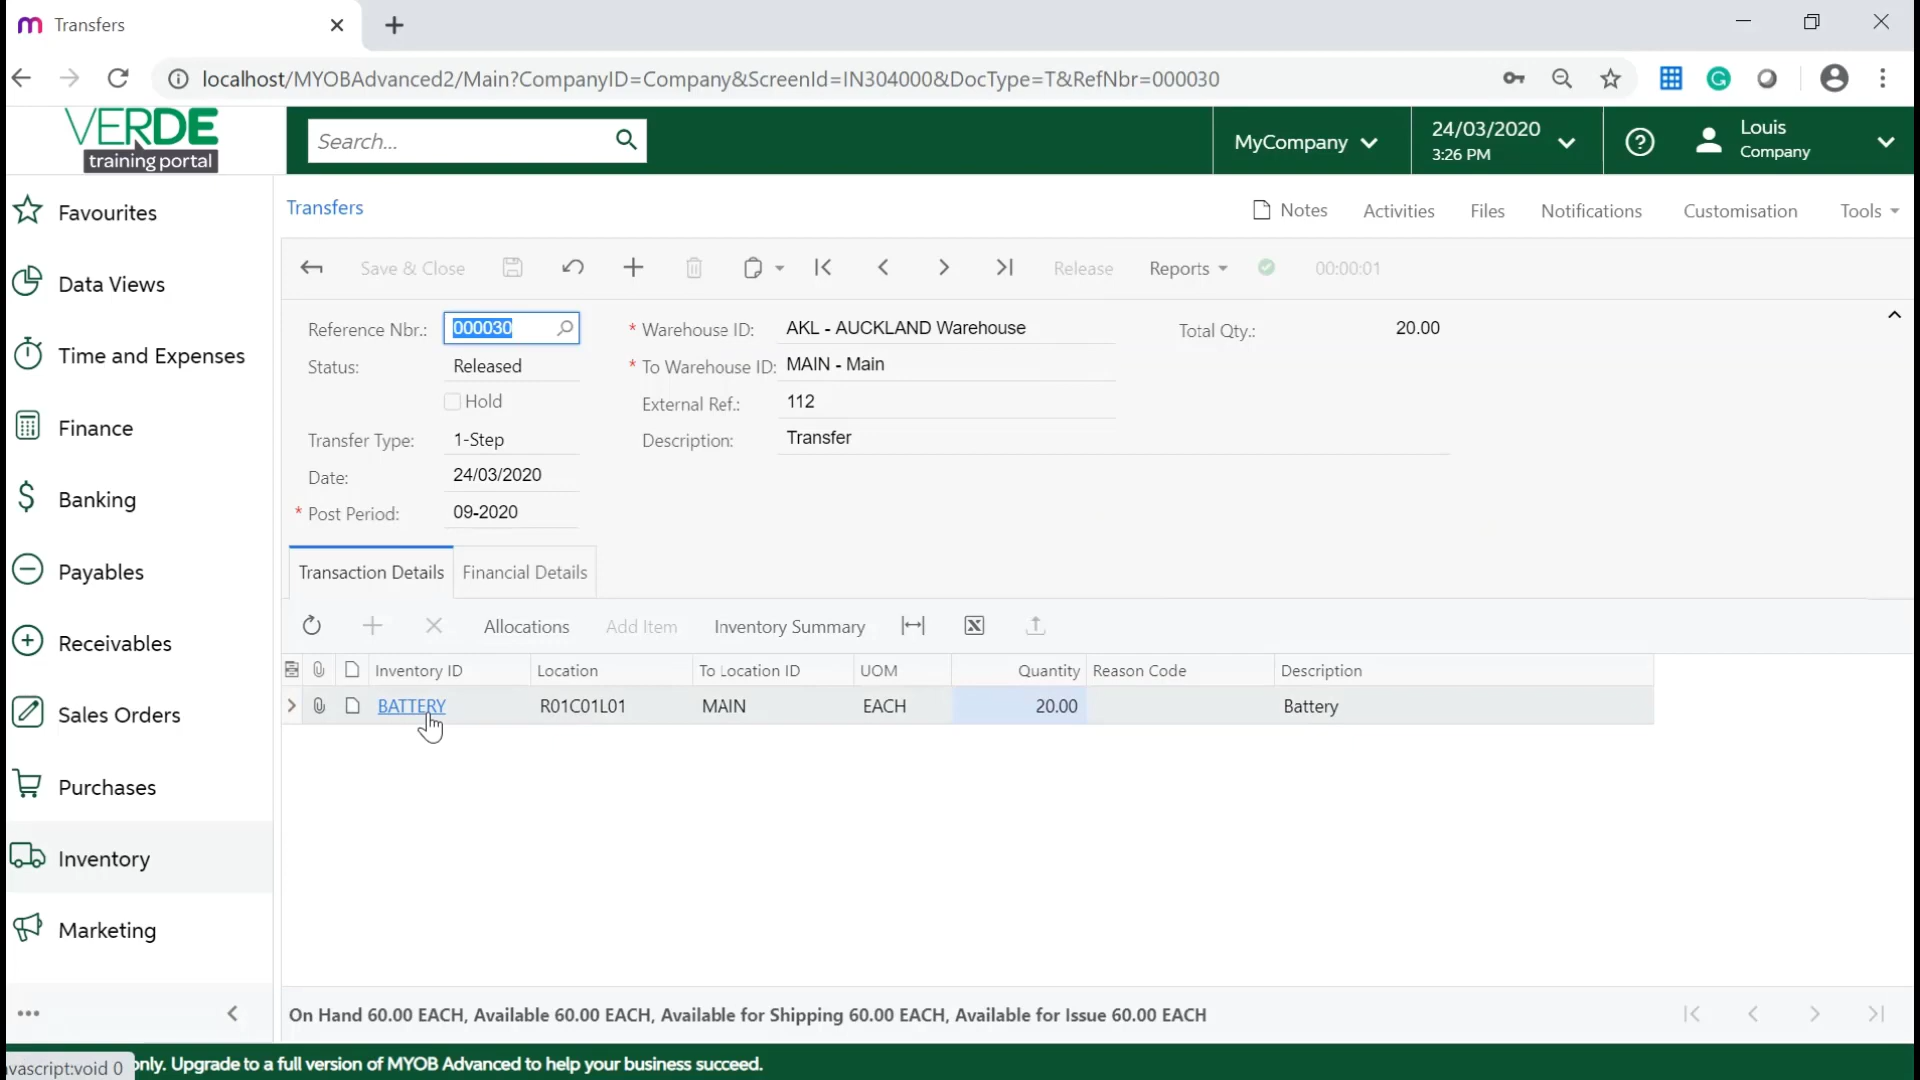 Transfers
localhost/MYOBAdvanced2/Main?CompanyID=Company&ScreenId=IN304000&DocType=T&RefNbr=000030
VERDE
training portal
Search...
MyCompany
24/03/2020
3:26 PM
Louis
Company
Favourites
Data Views
Time and Expenses
Finance
Banking
Payables
Receivables
Sales Orders
Purchases
Inventory
Marketing
Transfers
Notes Activities Files Notifications Customisation Tools
Save & Close Release Reports 00:00:01
Reference Nbr.: 000030 * Warehouse ID: AKL - AUCKLAND Warehouse Total Qty.: 20.00
Status: Released * To Warehouse ID: MAIN - Main
Hold External Ref.: 112
Transfer Type: 1-Step Description: Transfer
Date: 24/03/2020
* Post Period: 09-2020
Transaction Details Financial Details
Allocations Add Item Inventory Summary
Inventory ID Location To Location ID UOM Quantity Reason Code Description
BATTERY R01C01L01 MAIN EACH 20.00 Battery
On Hand 60.00 EACH, Available 60.00 EACH, Available for Shipping 60.00 EACH, Available for Issue 60.00 EACH
avascript:void 0 only. Upgrade to a full version of MYOB Advanced to help your business succeed.